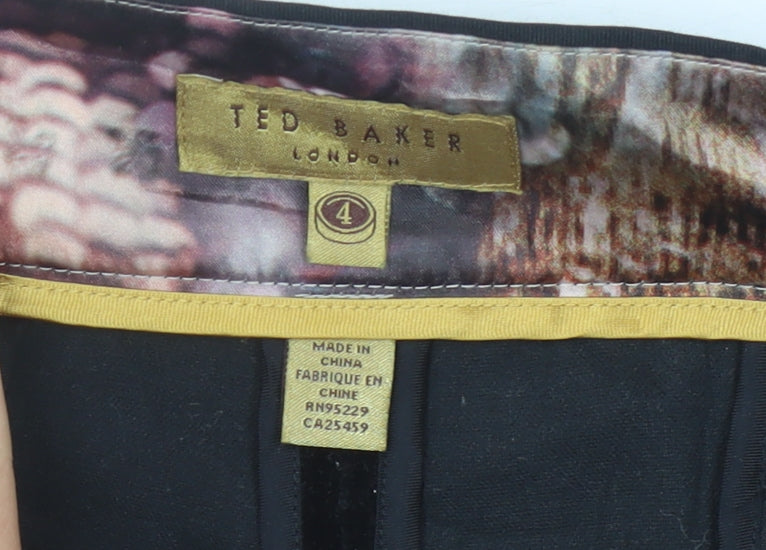 TED BAKER
LONDON
4
MADE IN
CHINA
FABRIQUE EN
CHINE
RN95229
CA25459